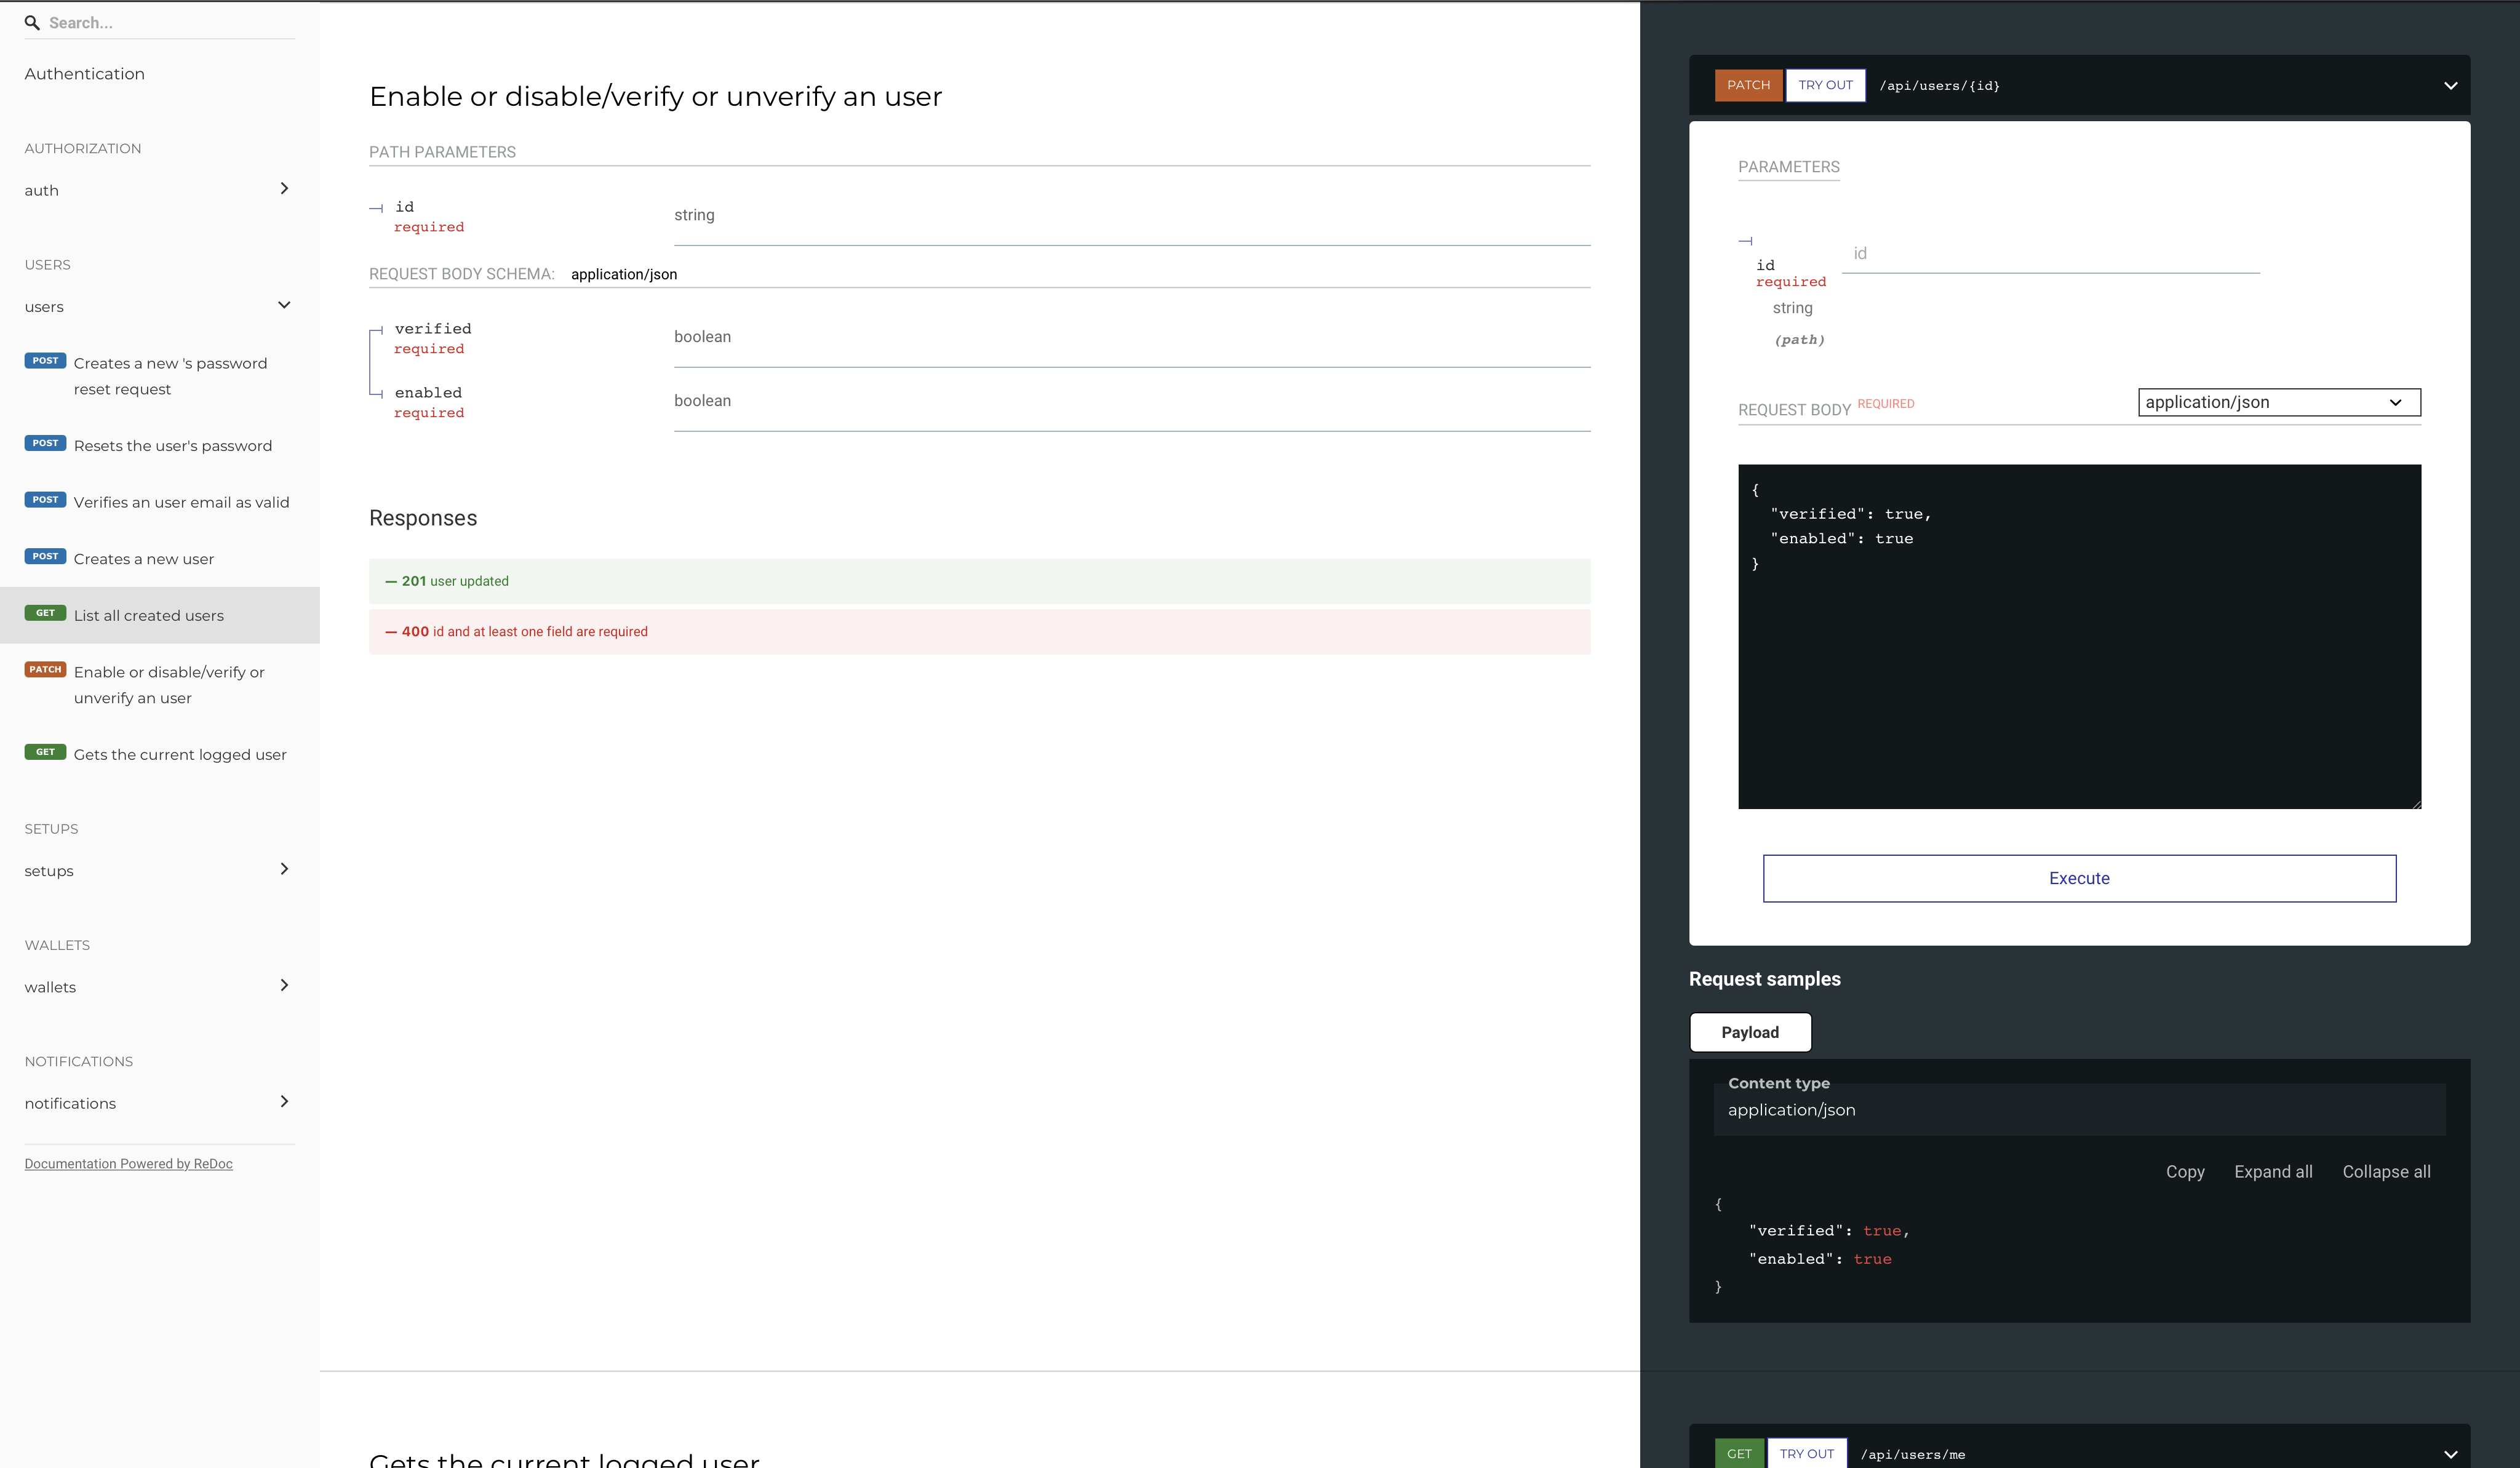 Search...
Authentication
AUTHORIZATION
auth
USERS
users
POST Creates a new 's password
reset request
POST Resets the user's password
POST Verifies an user email as valid
POST Creates a new user
GET List all created users
PATCH Enable or disable/verify or
unverify an user
GET Gets the current logged user
SETUPS
setups
WALLETS
wallets
NOTIFICATIONS
notifications
Documentation Powered by ReDoc
Enable or disable/verify or unverify an user
PATH PARAMETERS
id
required
string
REQUEST BODY SCHEMA: application/json
verified
required
boolean
enabled
required
boolean
Responses
— 201 user updated
— 400 id and at least one field are required
Gets the current logged user
PATCH TRY OUT /api/users/{id}
PARAMETERS
id
required
string
(path)
id
REQUEST BODY REQUIRED
application/json
{
"verified": true,
"enabled": true
}
Execute
Request samples
Payload
Content type
application/json
Copy Expand all Collapse all
{
"verified": true,
"enabled": true
}
GET TRY OUT /api/users/me